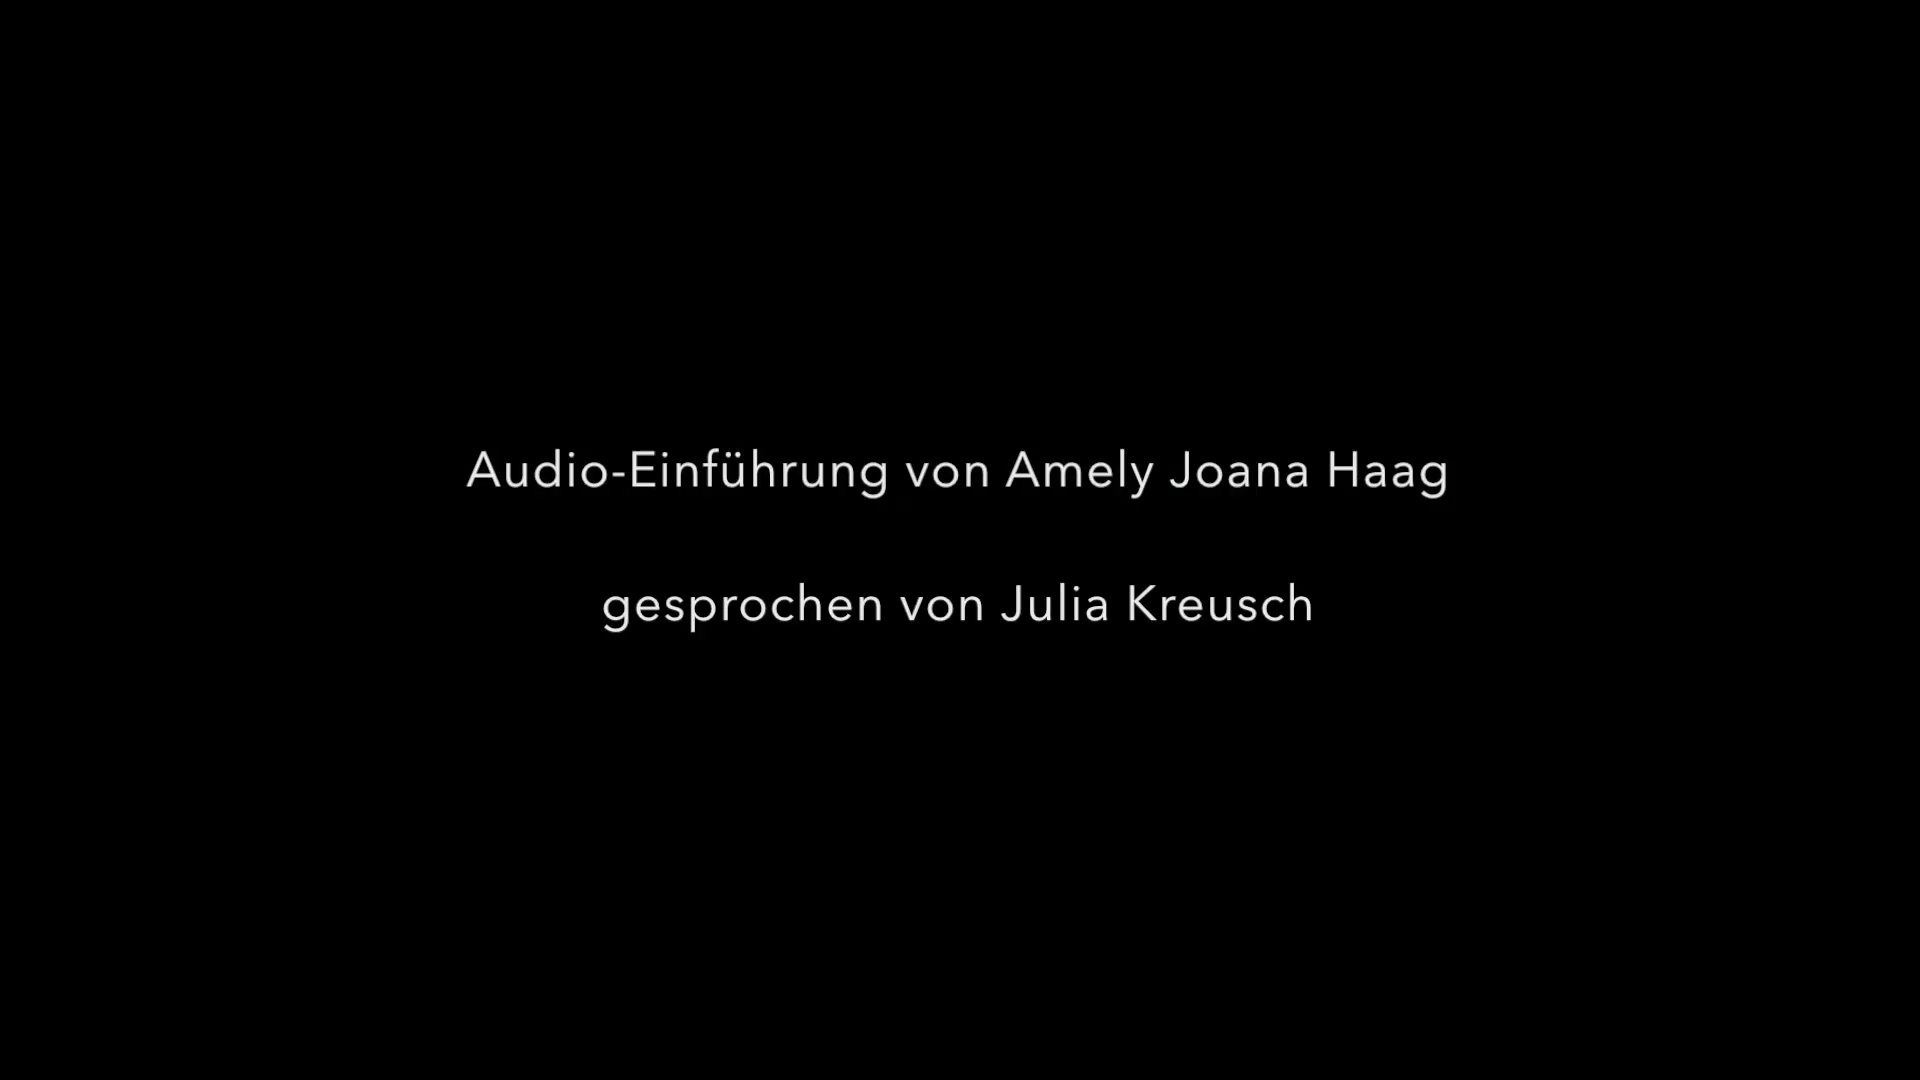 Audio-Einführung von Amely Joana Haag
gesprochen von Julia Kreusch